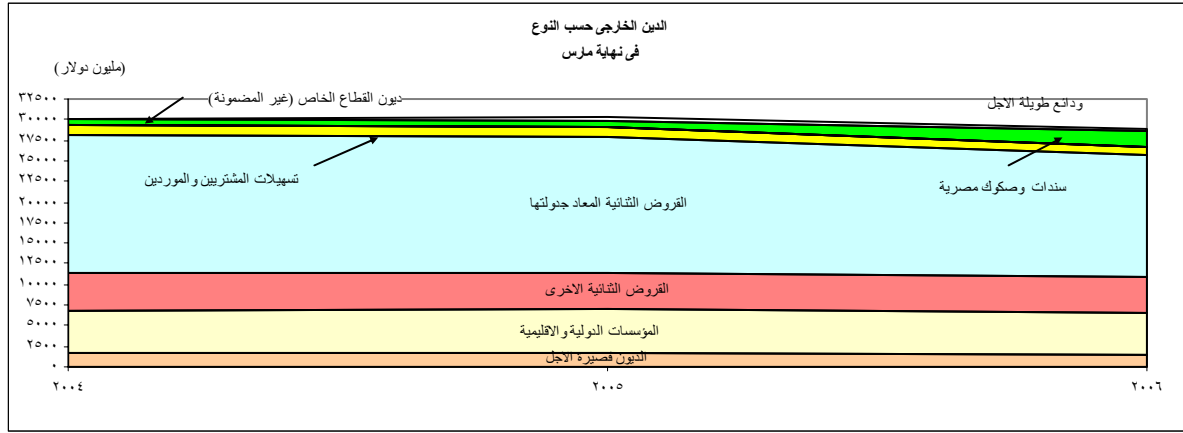 الدين الخارجى حسب النوع
فى نهاية مارس
(مليون دولار)
٣٢٥٠٠
٣٠٠٠٠
٢٧٥٠٠
٢٥٠٠٠
٢٢٥٠٠
٢٠٠٠٠
١٧٥٠٠
١٥٠٠٠
١٢٥٠٠
١٠٠٠٠
٧٥٠٠
٥٠٠٠
٢٥٠٠
٠
ديون القطاع الخاص (غير المضمونة)
ودائع طويلة الاجل
تسهيلات المشتريين والموردين
سندات وصكوك مصرية
القروض الثنائية المعاد جدولتها
القروض الثنائية الاخرى
المؤسسات الدولية والاقليمية
الديون قصيرة الاجل
٢٠٠٤
٢٠٠٥
٢٠٠٦